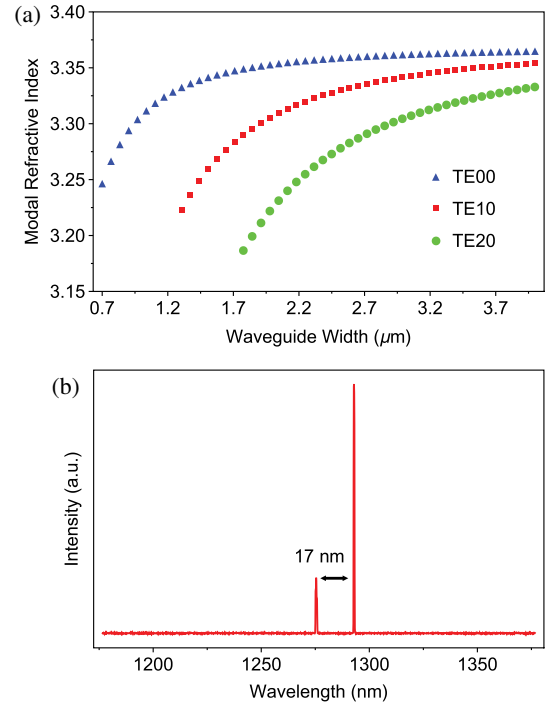 (a)
3.40
3.35
3.30
3.25
3.20
3.15
Modal Refractive Index
TE00
TE10
TE20
0.7 1.2 1.7 2.2 2.7 3.2 3.7
Waveguide Width (µm)
(b)
Intensity (a.u.)
17 nm
1200 1250 1300 1350
Wavelength (nm)